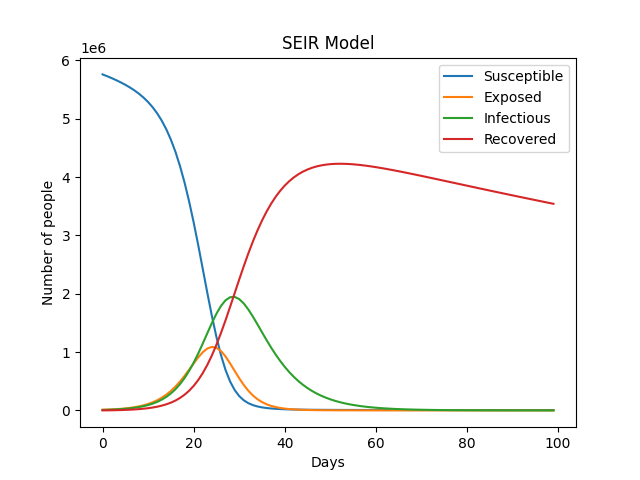 SEIR Model
1e6
Susceptible
Exposed
Infectious
Recovered
6
5
4
3
2
1
0
Number of people
0 20 40 60 80 100
Days